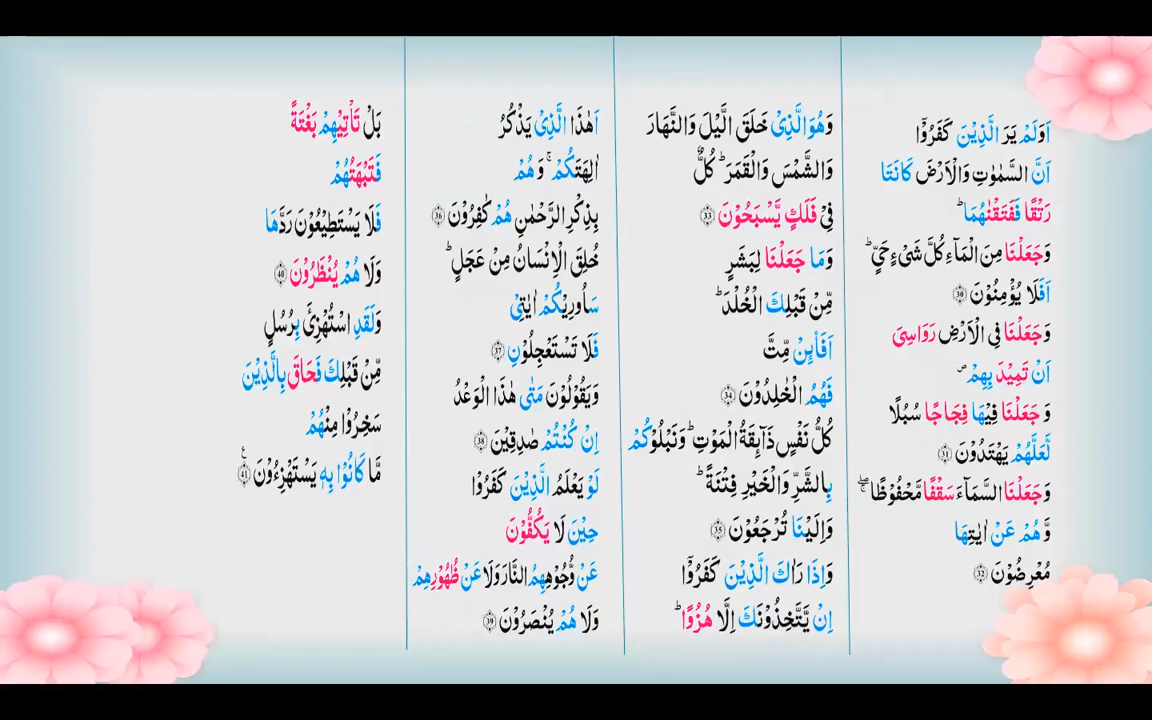 اَوَلَمْ يَرَ الَّذِيْنَ كَفَرُوْٓا
اَنَّ السَّمٰوٰتِ وَالْاَرْضَ كَانَتَا
رَتْقًا فَفَتَقْنٰهُمَا ؕ
وَجَعَلْنَا مِنَ الْمَآءِ كُلَّ شَىْءٍ حَىٍّ ؕ
اَفَلَا يُؤْمِنُوْنَ ۝۳۰
وَجَعَلْنَا فِى الْاَرْضِ رَوَاسِىَ
اَنْ تَمِيْدَ بِهِمْ ص
وَ جَعَلْنَا فِيْهَا فِجَاجًا سُبُلًا
لَّعَلَّهُمْ يَهْتَدُوْنَ ۝۳۱
وَجَعَلْنَا السَّمَآءَ سَقْفًا مَّحْفُوْظًا ۚۖ
وَّ هُمْ عَنْ اٰيٰتِهَا
مُعْرِضُوْنَ ۝۳۲
وَهُوَ الَّذِىْ خَلَقَ الَّيْلَ وَالنَّهَارَ
وَالشَّمْسَ وَالْقَمَرَ ؕ كُلٌّ
فِىْ فَلَكٍ يَّسْبَحُوْنَ ۝۳۳
وَمَا جَعَلْنَا لِبَشَرٍ
مِّنْ قَبْلِكَ الْخُلْدَ ؕ
اَفَا۟ئِنْ مِّتَّ
فَهُمُ الْخٰلِدُوْنَ ۝۳۴
كُلُّ نَفْسٍ ذَآئِقَةُ الْمَوْتِ ؕ وَنَبْلُوْكُمْ
بِالشَّرِّ وَالْخَيْرِ فِتْنَةً ؕ
وَاِلَيْنَا تُرْجَعُوْنَ ۝۳۵
وَاِذَا رَاٰكَ الَّذِيْنَ كَفَرُوْٓا
اِنْ يَّتَّخِذُوْنَكَ اِلَّا هُزُوًا ؕ
اَهٰذَا الَّذِىْ يَذْكُرُ
اٰلِهَتَكُمْ ۚ وَ هُمْ
بِذِكْرِ الرَّحْمٰنِ هُمْ كٰفِرُوْنَ ۝۳۶
خُلِقَ الْاِنْسَانُ مِنْ عَجَلٍ ؕ
سَاُورِيْكُمْ اٰيٰتِىْ
فَلَا تَسْتَعْجِلُوْنِ ۝۳۷
وَيَقُوْلُوْنَ مَتٰى هٰذَا الْوَعْدُ
اِنْ كُنْتُمْ صٰدِقِيْنَ ۝۳۸
لَوْ يَعْلَمُ الَّذِيْنَ كَفَرُوْا
حِيْنَ لَا يَكُفُّوْنَ
عَنْ وُّجُوْهِهِمُ النَّارَ وَلَا عَنْ ظُهُوْرِهِمْ
وَلَا هُمْ يُنْصَرُوْنَ ۝۳۹
بَلْ تَاْتِيْهِمْ بَغْتَةً
فَتَبْهَتُهُمْ
فَلَا يَسْتَطِيْعُوْنَ رَدَّهَا
وَلَا هُمْ يُنْظَرُوْنَ ۝۴۰
وَلَقَدِ اسْتُهْزِئَ بِرُسُلٍ
مِّنْ قَبْلِكَ فَحَاقَ بِالَّذِيْنَ
سَخِرُوْا مِنْهُمْ
مَّا كَانُوْا بِهٖ يَسْتَهْزِءُوْنَ ۝۴۱ ع